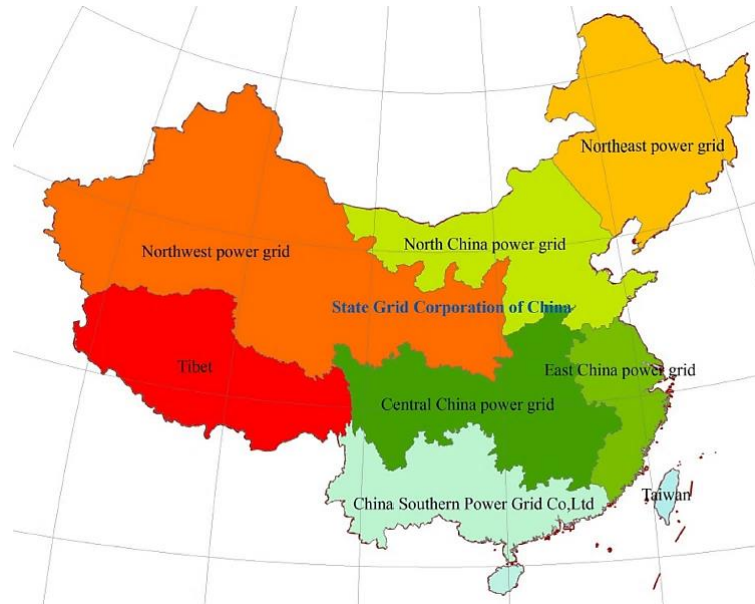 Northeast power grid
North China power grid
Northwest power grid
State Grid Corporation of China
Tibet
East China power grid
Central China power grid
China Southern Power Grid Co,Ltd
Taiwan